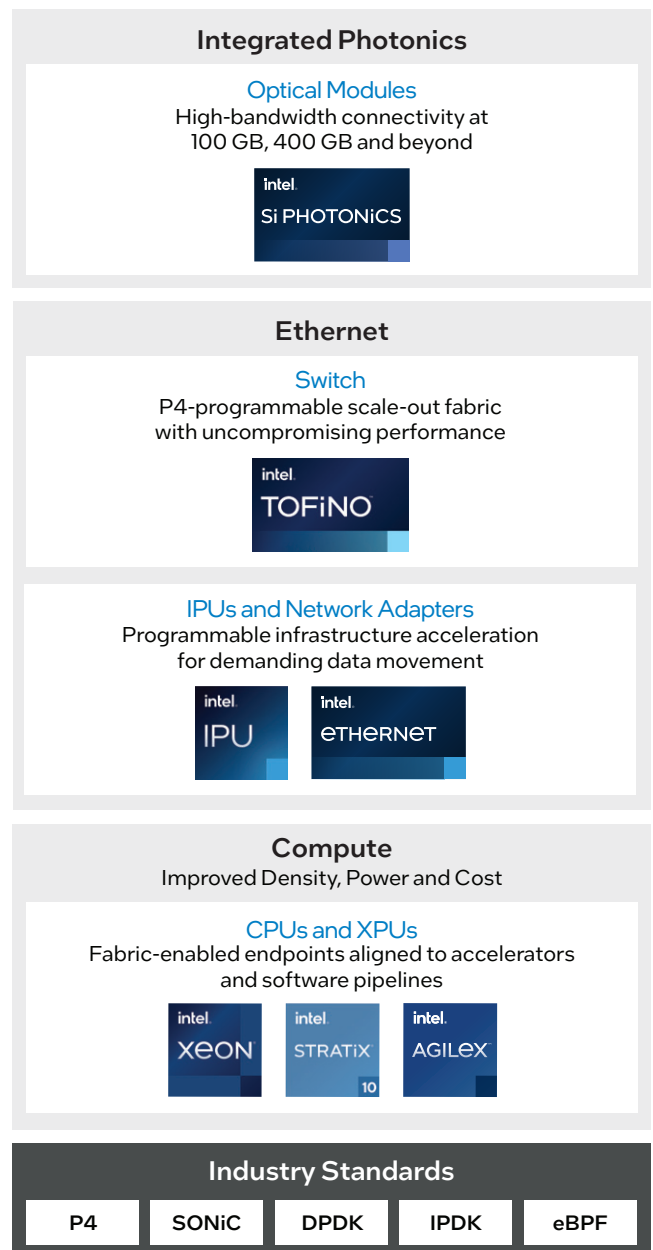 Integrated Photonics
Optical Modules
High-bandwidth connectivity at
100 GB, 400 GB and beyond
intel.
Si PHOTONiCS
Ethernet
Switch
P4-programmable scale-out fabric
with uncompromising performance
intel.
TOFiNO™
IPUs and Network Adapters
Programmable infrastructure acceleration
for demanding data movement
intel.
IPU
intel.
eTHeRNeT
Compute
Improved Density, Power and Cost
CPUs and XPUs
Fabric-enabled endpoints aligned to accelerators
and software pipelines
intel.
XeON®
intel.
STRATiX®
10
intel.
AGILeX™
Industry Standards
P4 SONiC DPDK IPDK eBPF